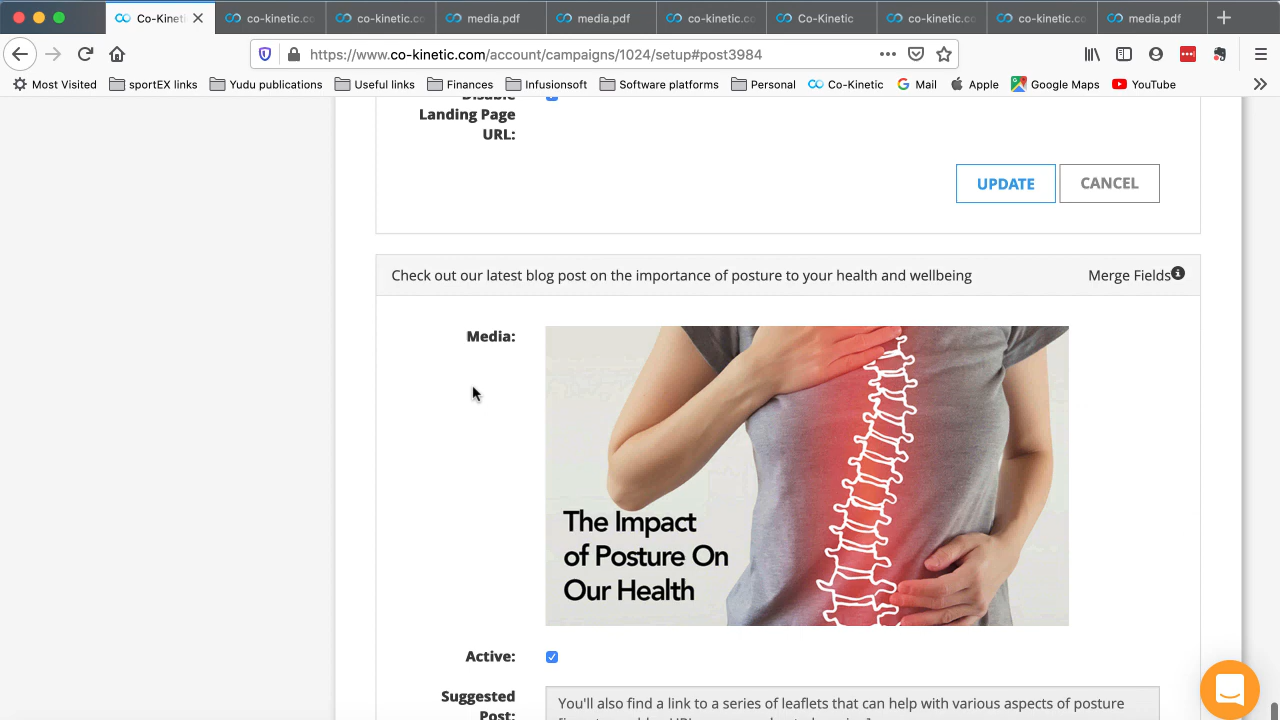 Co-Kinetic
co-kinetic.co
co-kinetic.co
media.pdf
media.pdf
co-kinetic.co
Co-Kinetic
co-kinetic.co
co-kinetic.co
media.pdf
https://www.co-kinetic.com/account/campaigns/1024/setup#post3984
Most Visited
sportEX links
Yudu publications
Useful links
Finances
Infusionsoft
Software platforms
Personal
Co-Kinetic
Mail
Apple
Google Maps
YouTube
Disable
Landing Page
URL:
UPDATE
CANCEL
Check out our latest blog post on the importance of posture to your health and wellbeing
Merge Fields
Media:
The Impact
of Posture On
Our Health
Active:
Suggested
Post:
You'll also find a link to a series of leaflets that can help with various aspects of posture